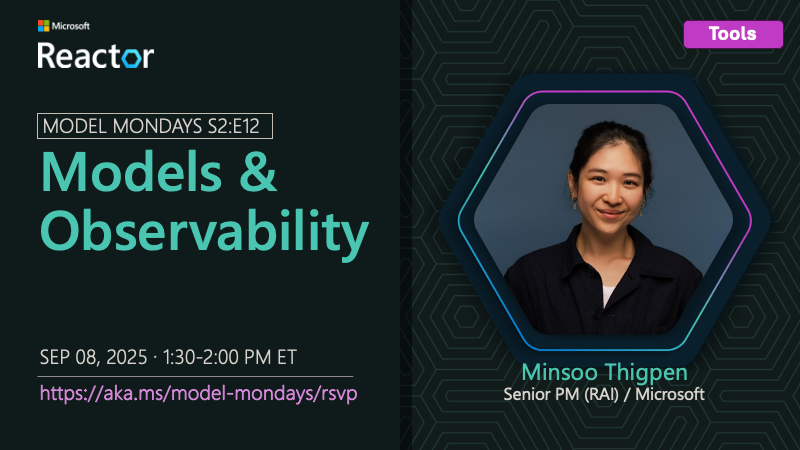 Microsoft
Reactor
Tools
MODEL MONDAYS S2:E12
Models &
Observability
SEP 08, 2025 · 1:30-2:00 PM ET
https://aka.ms/model-mondays/rsvp
Minsoo Thigpen
Senior PM (RAI) / Microsoft